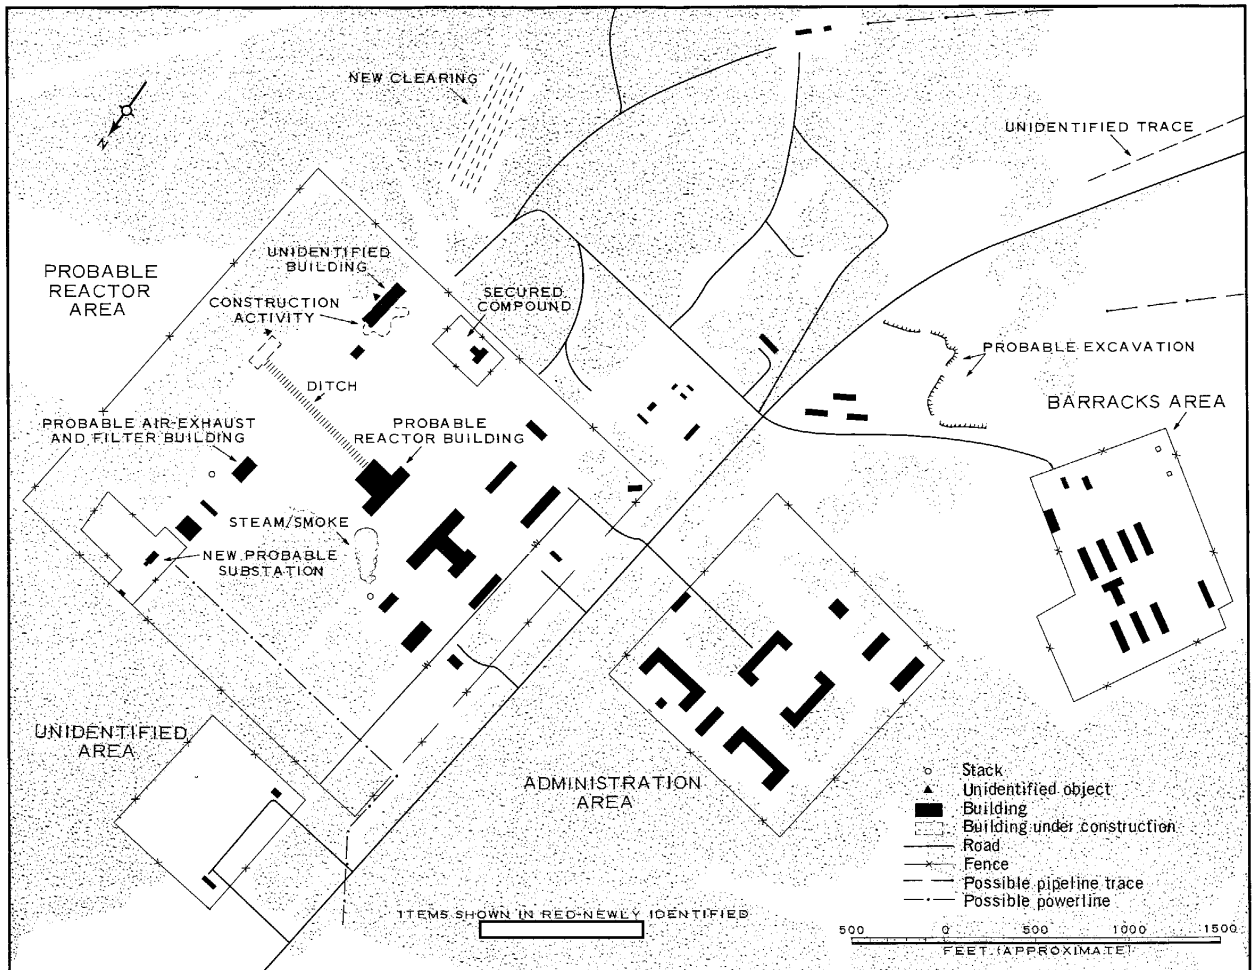 NEW CLEARING
N
UNIDENTIFIED TRACE
PROBABLE
REACTOR
AREA
UNIDENTIFIED
BUILDING
CONSTRUCTION
ACTIVITY
SECURED
COMPOUND
PROBABLE EXCAVATION
DITCH
BARRACKS AREA
PROBABLE AIR-EXHAUST
AND FILTER BUILDING
PROBABLE
REACTOR BUILDING
STEAM/SMOKE
NEW PROBABLE
SUBSTATION
UNIDENTIFIED
AREA
ADMINISTRATION
AREA
Stack
Unidentified object
Building
Building under construction
Road
Fence
Possible pipeline trace
Possible powerline
ITEMS SHOWN IN RED-NEWLY IDENTIFIED
500 0 500 1000 1500
FEET (APPROXIMATE)